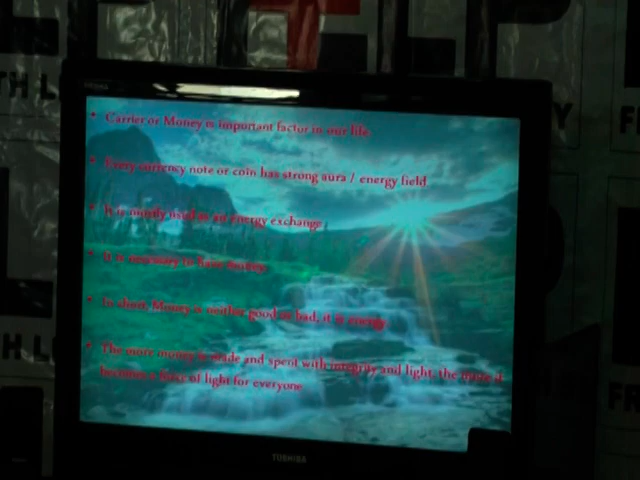 HELP
TH L
• Carrier or Money is important factor in our life.
• Every currency note or coin has strong aura / energy field.
• It is mostly used as an energy exchange.
• It is necessary to have money.
• In short, Money is neither good or bad, it is energy.
• The more money is made and spent with integrity and light, the more it
becomes a force of light for everyone.
H L
TOSHIBA